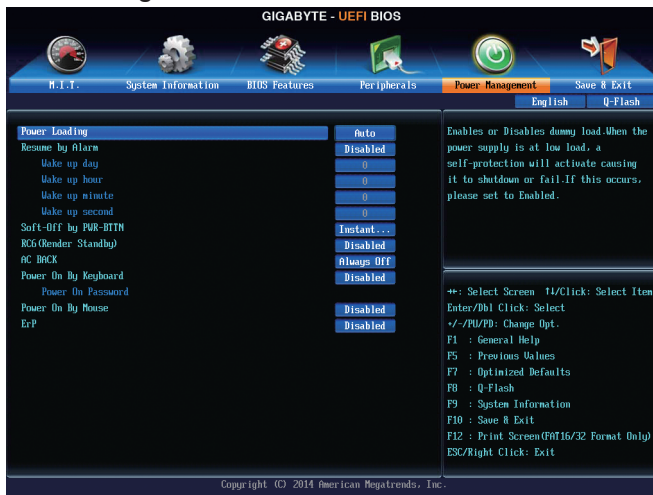 GIGABYTE - UEFI BIOS
M.I.T. System Information BIOS Features Peripherals Power Management Save & Exit
English Q-Flash
Power Loading Auto
Resume by Alarm Disabled
Wake up day 0
Wake up hour 0
Wake up minute 0
Wake up second 0
Soft-Off by PWR-BTTN Instant...
RC6(Render Standby) Disabled
AC BACK Always Off
Power On By Keyboard Disabled
Power On Password
Power On By Mouse Disabled
ErP Disabled
Enables or Disables dummy load.When the
power supply is at low load, a
self-protection will activate causing
it to shutdown or fail.If this occurs,
please set to Enabled.
→←: Select Screen ↑↓/Click: Select Item
Enter/Dbl Click: Select
+/-/PU/PD: Change Opt.
F1 : General Help
F5 : Previous Values
F7 : Optimized Defaults
F8 : Q-Flash
F9 : System Information
F10 : Save & Exit
F12 : Print Screen(FAT16/32 Format Only)
ESC/Right Click: Exit
Copyright (C) 2014 American Megatrends, Inc.